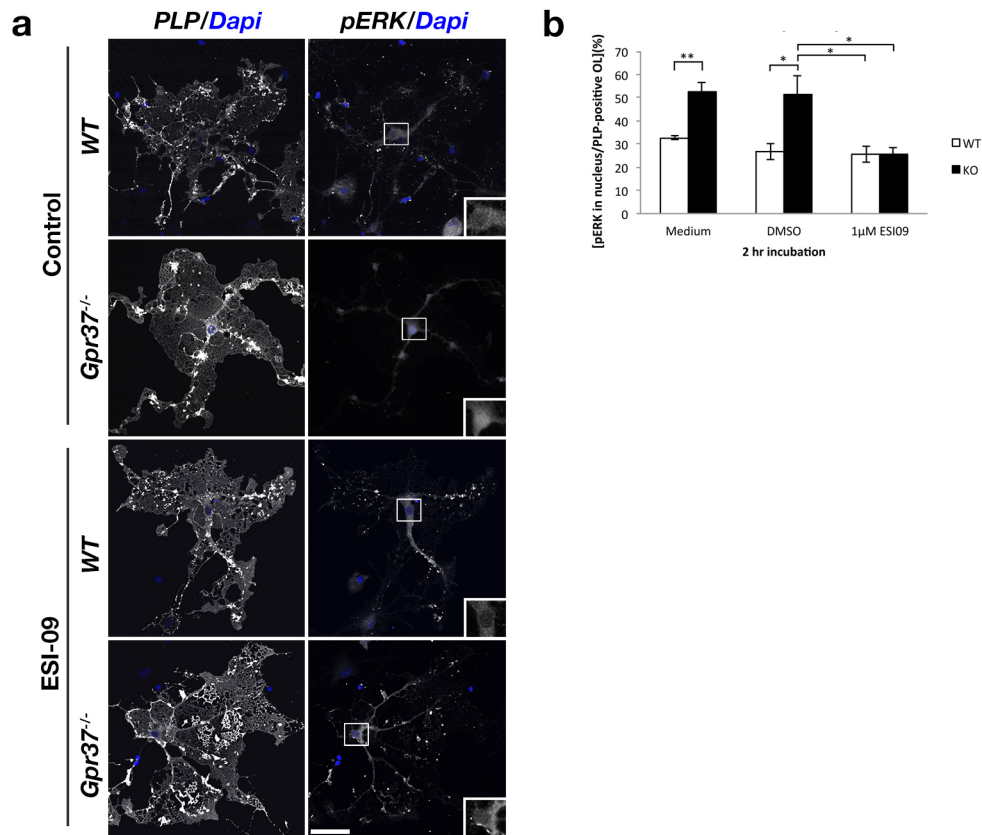 a
PLP/Dapi
pERK/Dapi
Control
WT
Gpr37-/-
ESI-09
WT
Gpr37-/-
b
[pERK in nucleus/PLP-positive OL](%)
70
60
50
40
30
20
10
0
**
*
*
*
Medium
DMSO
1μM ESI09
2 hr incubation
WT
KO